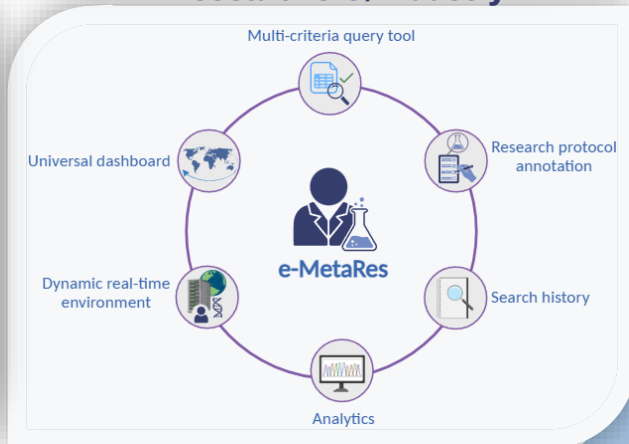 Multi-criteria query tool
Universal dashboard
Research protocol
annotation
e-MetaRes
Dynamic real-time
environment
Search history
Analytics